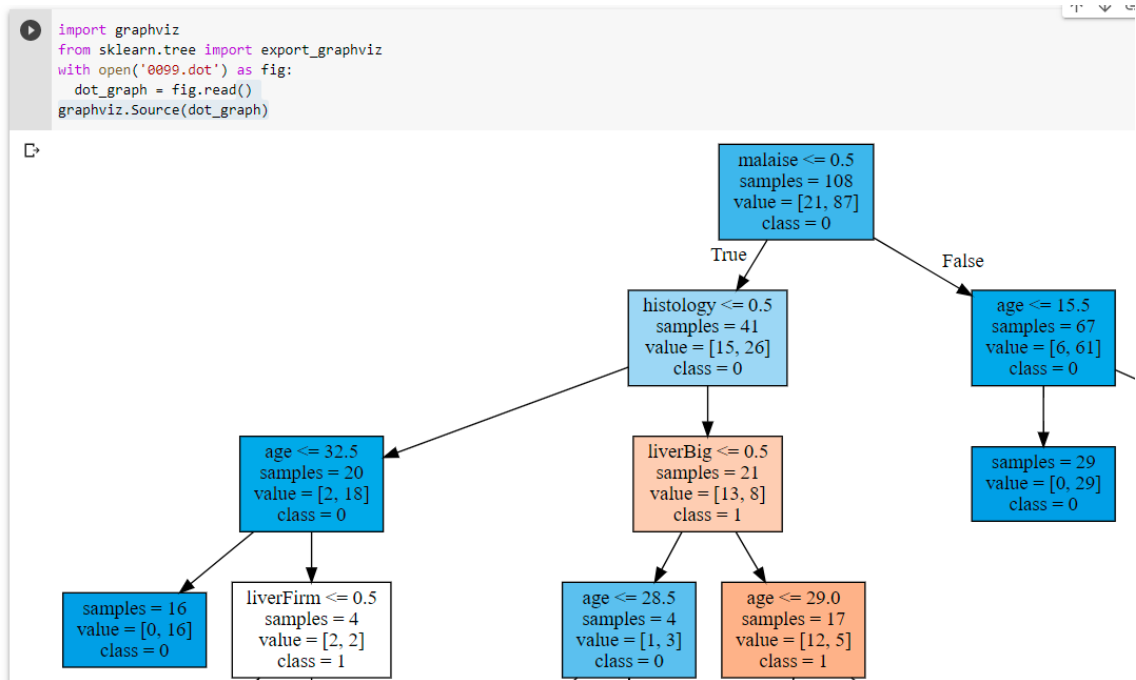 import graphviz
from sklearn.tree import export_graphviz
with open('0099.dot') as fig:
  dot_graph = fig.read()
graphviz.Source(dot_graph)
malaise <= 0.5
samples = 108
value = [21, 87]
class = 0
True
False
histology <= 0.5
samples = 41
value = [15, 26]
class = 0
age <= 15.5
samples = 67
value = [6, 61]
class = 0
age <= 32.5
samples = 20
value = [2, 18]
class = 0
liverBig <= 0.5
samples = 21
value = [13, 8]
class = 1
samples = 29
value = [0, 29]
class = 0
samples = 16
value = [0, 16]
class = 0
liverFirm <= 0.5
samples = 4
value = [2, 2]
class = 1
age <= 28.5
samples = 4
value = [1, 3]
class = 0
age <= 29.0
samples = 17
value = [12, 5]
class = 1